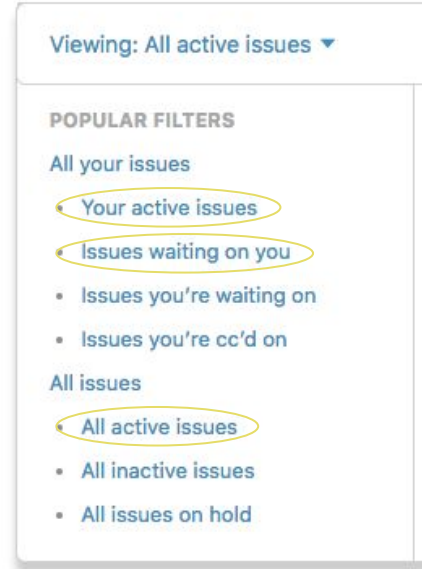 Viewing: All active issues ▼
POPULAR FILTERS
All your issues
• Your active issues
• Issues waiting on you
• Issues you're waiting on
• Issues you're cc'd on
All issues
• All active issues
• All inactive issues
• All issues on hold